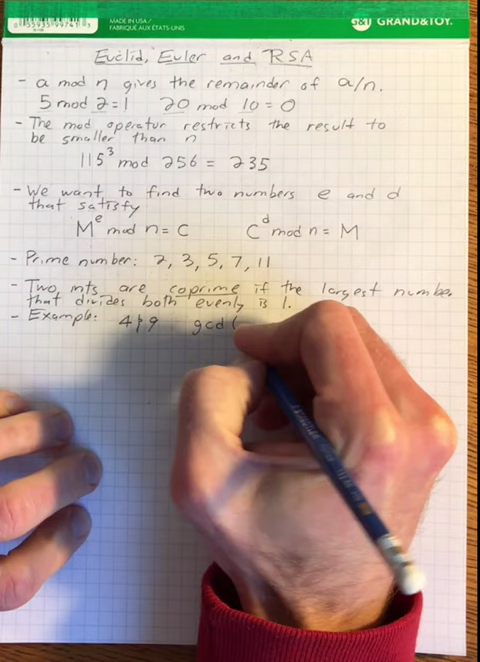 MADE IN USA /
FABRIQUÉ AUX ÉTATS-UNIS
G&T GRAND&TOY.
Euclid, Euler and RSA
- a mod n gives the remainder of a/n.
5 mod 2 = 1 20 mod 10 = 0
- The mod operator restricts the result to
be smaller than n
115³ mod 256 = 235
- We want to find two numbers e and d
that satisfy
Mᵉ mod n = C Cᵈ mod n = M
- Prime number: 2, 3, 5, 7, 11
- Two ints are coprime if the largest number
that divides both evenly is 1.
- Example: 4 9 gcd (